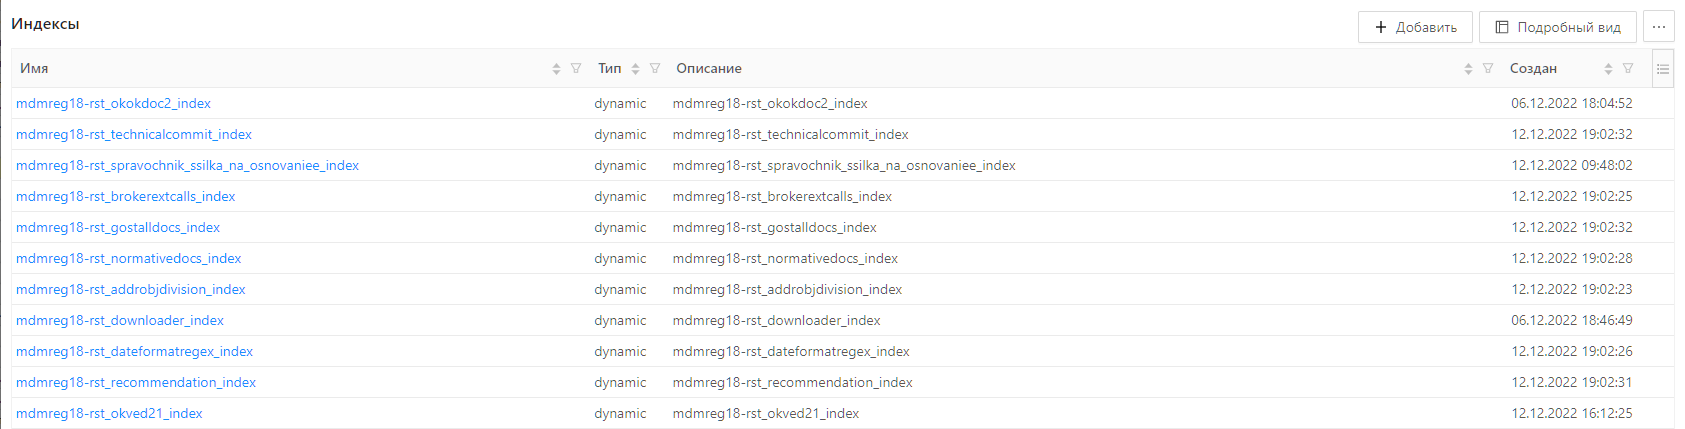 Индексы
Добавить Подробный вид ...
Имя Тип Описание Создан
mdmreg18-rst_okokdoc2_index dynamic mdmreg18-rst_okokdoc2_index 06.12.2022 18:04:52
mdmreg18-rst_technicalcommit_index dynamic mdmreg18-rst_technicalcommit_index 12.12.2022 19:02:32
mdmreg18-rst_spravochnik_ssilka_na_osnovaniee_index dynamic mdmreg18-rst_spravochnik_ssilka_na_osnovaniee_index 12.12.2022 09:48:02
mdmreg18-rst_brokerextcalls_index dynamic mdmreg18-rst_brokerextcalls_index 12.12.2022 19:02:25
mdmreg18-rst_gostalldocs_index dynamic mdmreg18-rst_gostalldocs_index 12.12.2022 19:02:32
mdmreg18-rst_normativedocs_index dynamic mdmreg18-rst_normativedocs_index 12.12.2022 19:02:28
mdmreg18-rst_addrobjdivision_index dynamic mdmreg18-rst_addrobjdivision_index 12.12.2022 19:02:23
mdmreg18-rst_downloader_index dynamic mdmreg18-rst_downloader_index 06.12.2022 18:46:49
mdmreg18-rst_dateformatregex_index dynamic mdmreg18-rst_dateformatregex_index 12.12.2022 19:02:26
mdmreg18-rst_recommendation_index dynamic mdmreg18-rst_recommendation_index 12.12.2022 19:02:31
mdmreg18-rst_okved21_index dynamic mdmreg18-rst_okved21_index 12.12.2022 16:12:25